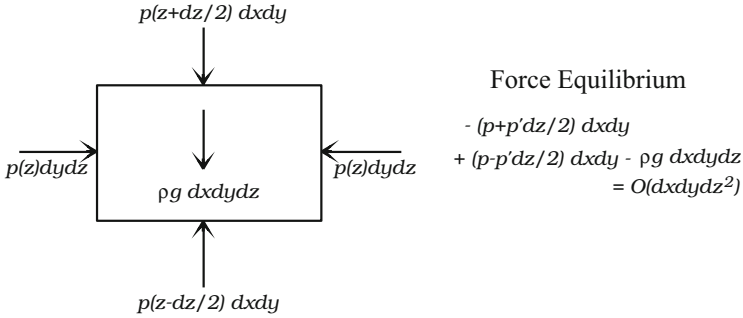 p(z+dz/2) dxdy
p(z)dydz
p(z)dydz
ρg dxdydz
p(z-dz/2) dxdy
Force Equilibrium
- (p+p'dz/2) dxdy
+ (p-p'dz/2) dxdy - ρg dxdydz
= O(dxdydz²)